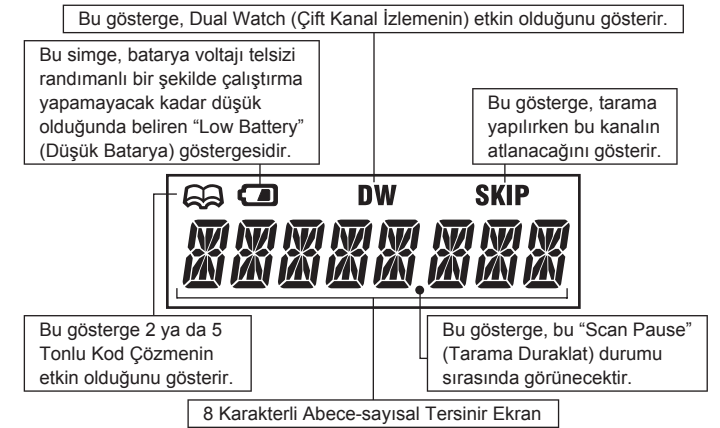 Bu gösterge, Dual Watch (Çift Kanal İzlemenin) etkin olduğunu gösterir.
Bu simge, batarya voltajı telsizi
randımanlı bir şekilde çalıştırma
yapamayacak kadar düşük
olduğunda beliren “Low Battery”
(Düşük Batarya) göstergesidir.
Bu gösterge, tarama
yapılırken bu kanalın
atlanacağını gösterir.
DW
SKIP
Bu gösterge 2 ya da 5
Tonlu Kod Çözmenin
etkin olduğunu gösterir.
Bu gösterge, bu “Scan Pause”
(Tarama Duraklat) durumu
sırasında görünecektir.
8 Karakterli Abece-sayısal Tersinir Ekran